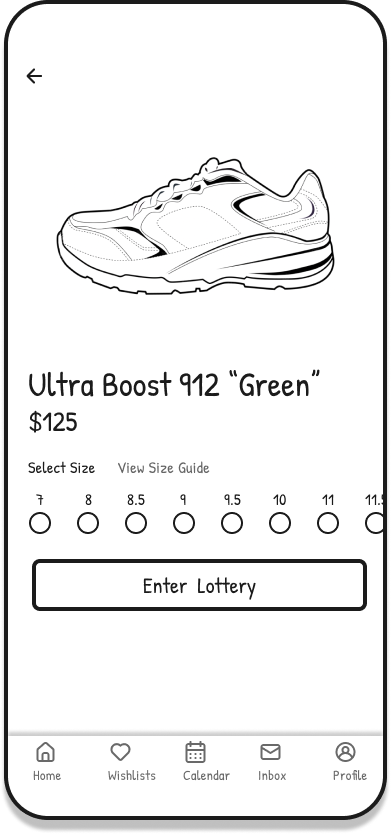 Ultra Boost 912 “Green”
$125
Select Size View Size Guide
7 8 8.5 9 9.5 10 11 11.5
Enter Lottery
Home Wishlists Calendar Inbox Profile